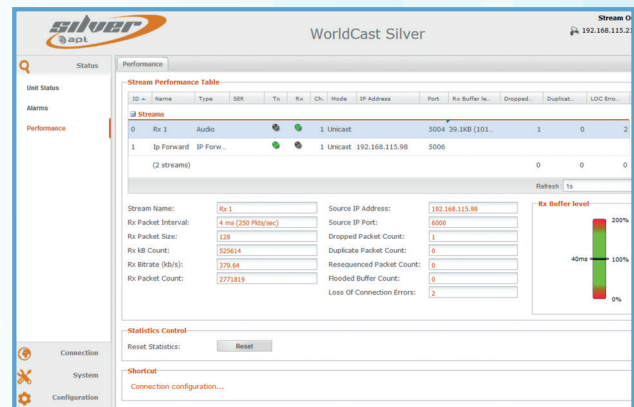 silver
apt
WorldCast Silver
Stream O
192.168.115.21
Status
Unit Status
Alarms
Performance
Connection
System
Configuration
Performance
Stream Performance Table
ID Name Type SER Tx Rx Ch. Mode IP Address Port Rx Buffer le... Dropped... Duplicat... LOC Erro...
Streams
0 Rx 1 Audio 1 Unicast 5004 39.1KB (101... 1 0 2
1 Ip Forward IP Forw... 1 Unicast 192.168.115.98 5006
(2 streams) 0 0 0
Refresh: 1s
Stream Name: Rx 1
Rx Packet Interval: 4 ms (250 Pkts/sec)
Rx Packet Size: 128
Rx kB Count: 525614
Rx Bitrate (kb/s): 379.64
Rx Packet Count: 2771819
Source IP Address: 192.168.115.98
Source IP Port: 6000
Dropped Packet Count: 1
Duplicate Packet Count: 0
Resequenced Packet Count: 0
Flooded Buffer Count: 0
Loss Of Connection Errors: 2
Rx Buffer level
200%
40ms 100%
0%
Statistics Control
Reset Statistics: Reset
Shortcut
Connection configuration...